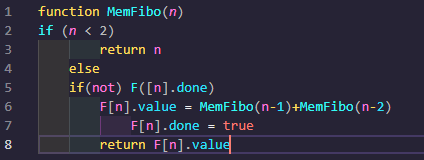 1 function MemFibo(n)
2 if (n < 2)
3 return n
4 else
5 if(not) F([n].done)
6 F[n].value = MemFibo(n-1)+MemFibo(n-2)
7 F[n].done = true
8 return F[n].value